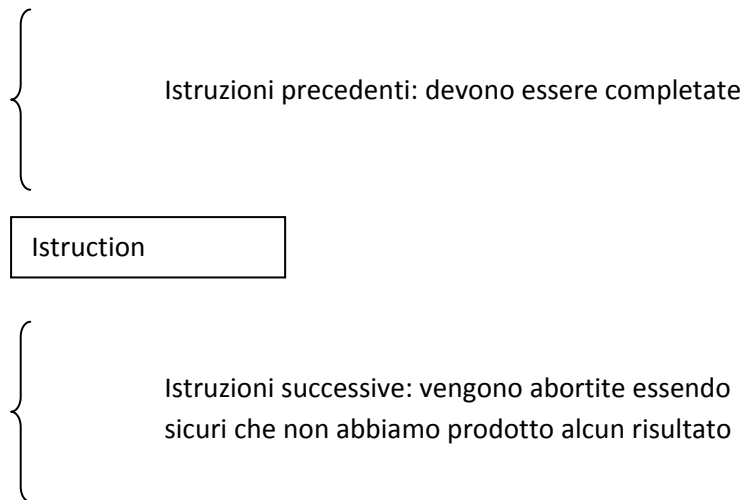 Istruzioni precedenti: devono essere completate
Istruction
Istruzioni successive: vengono abortite essendo
sicuri che non abbiamo prodotto alcun risultato